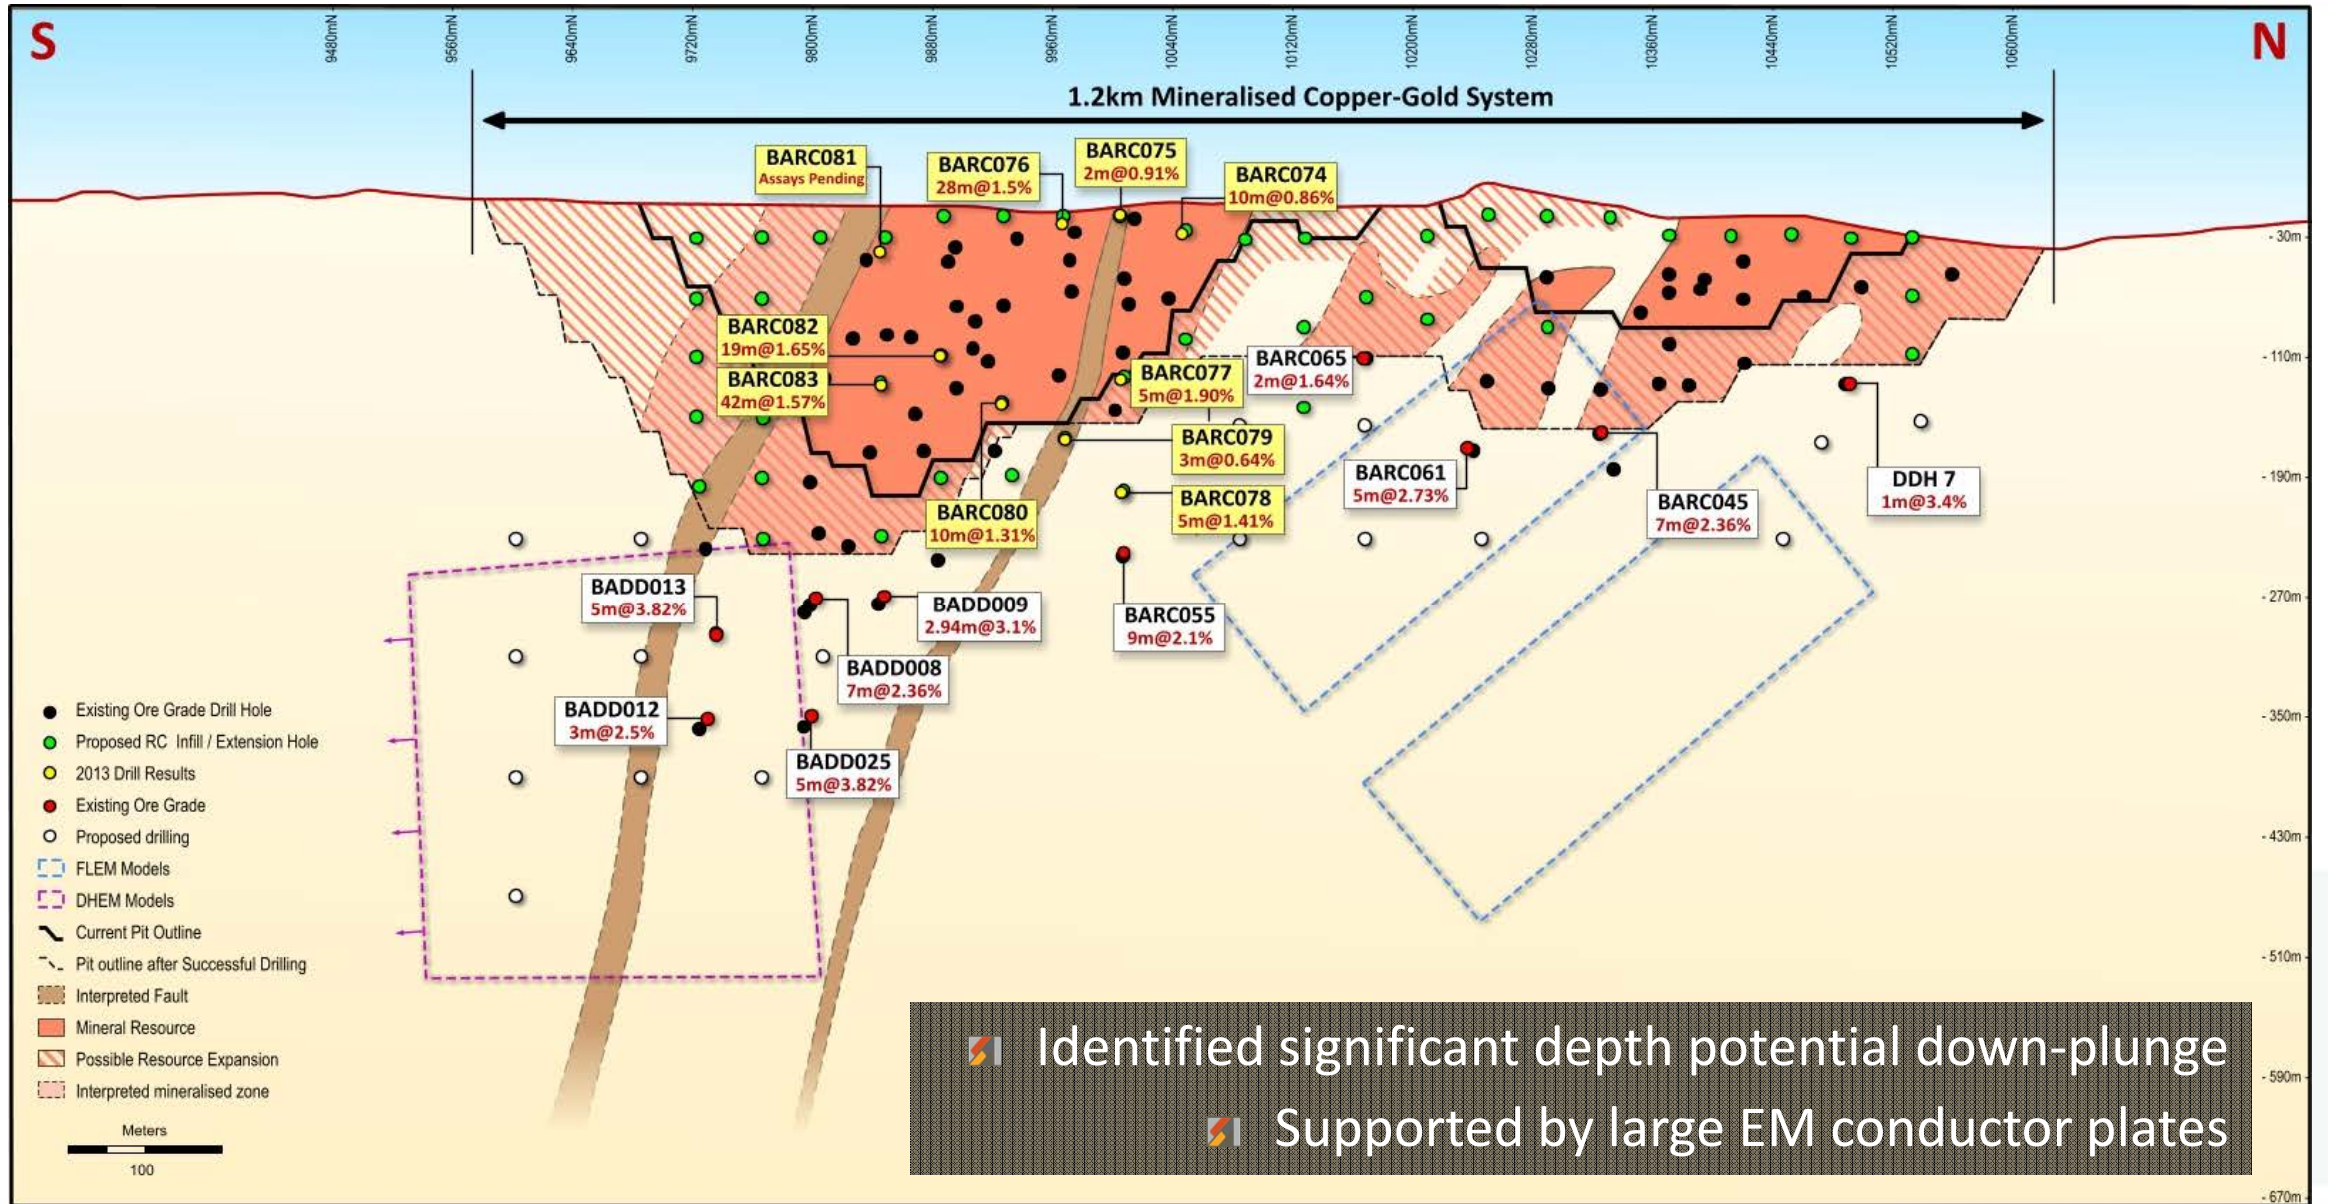 S
N
9480mN
9560mN
9640mN
9720mN
9800mN
9880mN
9960mN
10040mN
10120mN
10200mN
10280mN
10360mN
10440mN
10520mN
10600mN
1.2km Mineralised Copper-Gold System
BARC081
Assays Pending
BARC076
28m@1.5%
BARC075
2m@0.91%
BARC074
10m@0.86%
BARC082
19m@1.65%
BARC083
42m@1.57%
BARC077
5m@1.90%
BARC065
2m@1.64%
BARC079
3m@0.64%
BARC078
5m@1.41%
BARC080
10m@1.31%
BARC061
5m@2.73%
BARC045
7m@2.36%
DDH 7
1m@3.4%
BADD013
5m@3.82%
BADD009
2.94m@3.1%
BARC055
9m@2.1%
BADD008
7m@2.36%
BADD012
3m@2.5%
BADD025
5m@3.82%
- 30m
- 110m
- 190m
- 270m
- 350m
- 430m
- 510m
- 590m
- 670m
Existing Ore Grade Drill Hole
Proposed RC Infill / Extension Hole
2013 Drill Results
Existing Ore Grade
Proposed drilling
FLEM Models
DHEM Models
Current Pit Outline
Pit outline after Successful Drilling
Interpreted Fault
Mineral Resource
Possible Resource Expansion
Interpreted mineralised zone
Meters
100
Identified significant depth potential down-plunge
Supported by large EM conductor plates